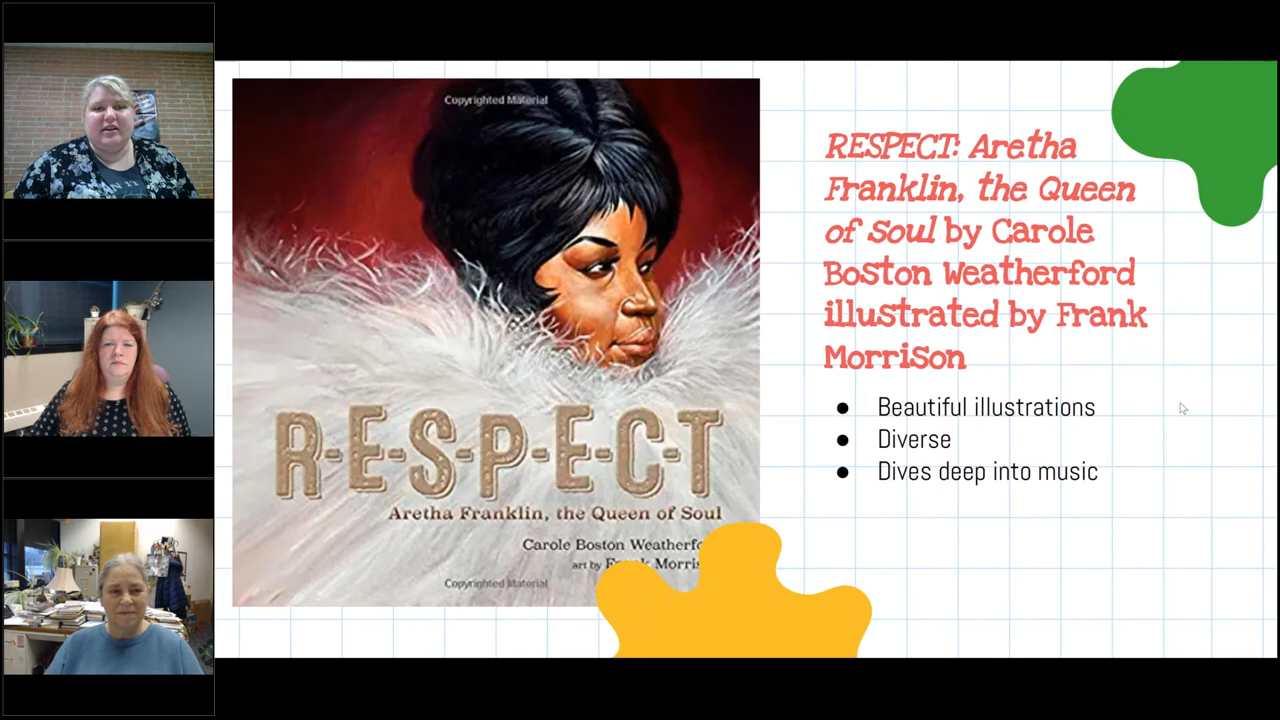 Copyrighted Material
R-E-S-P-E-C-T
Aretha Franklin, the Queen of Soul
Carole Boston
art by
Copyrighted Material
RESPECT: Aretha
Franklin, the Queen
of soul by Carole
Boston Weatherford
illustrated by Frank
Morrison
● Beautiful illustrations
● Diverse
● Dives deep into music